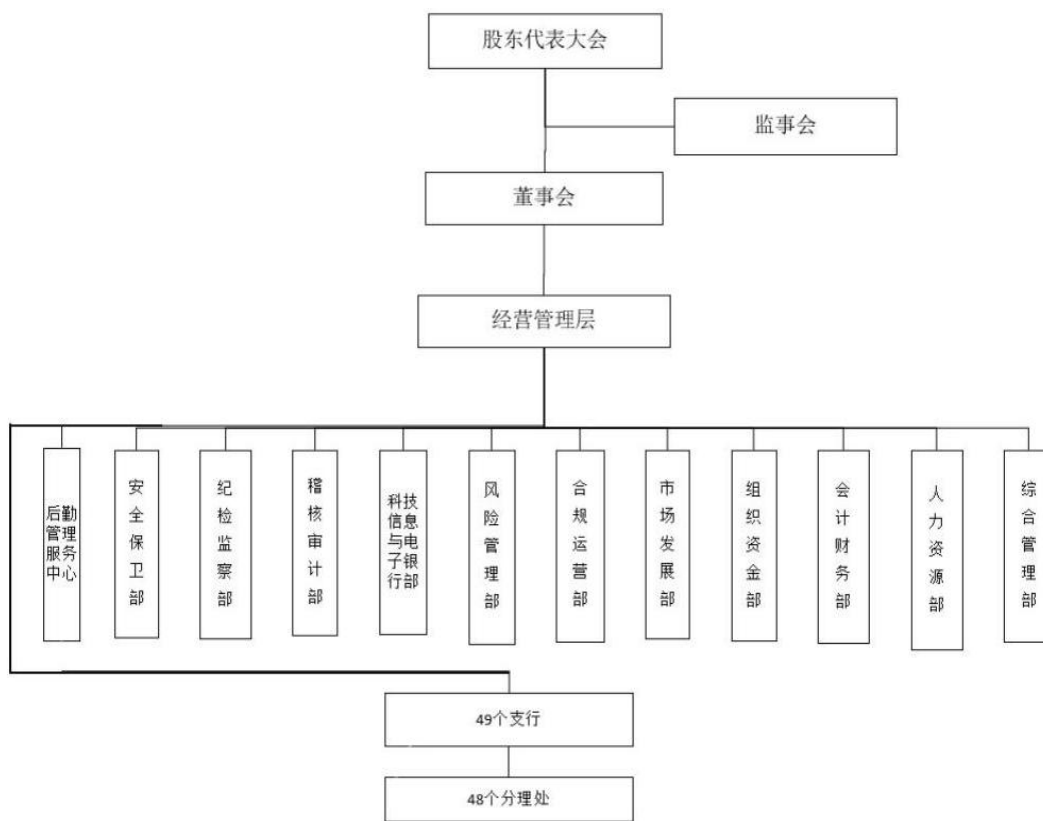 股东代表大会
监事会
董事会
经营管理层
后勤
管理
服务
中心
安全保卫部
纪检监察部
稽核审计部
科技
信息
与电
子银
行部
风险管理部
合规运营部
市场发展部
组织资金部
会计财务部
人力资源部
综合管理部
49个支行
48个分理处